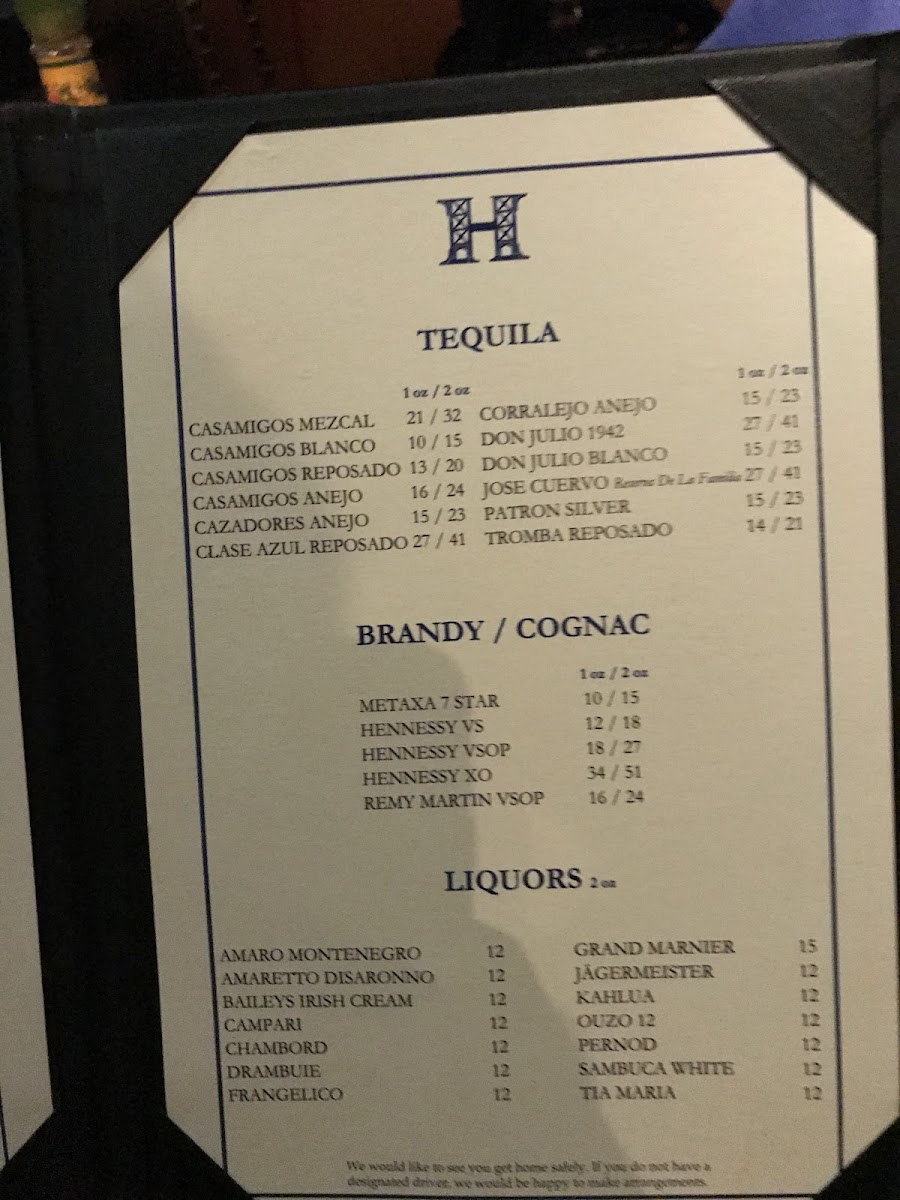 H
TEQUILA
1 oz / 2 oz
CASAMIGOS MEZCAL 21 / 32
CASAMIGOS BLANCO 10 / 15
CASAMIGOS REPOSADO 13 / 20
CASAMIGOS ANEJO 16 / 24
CAZADORES ANEJO 15 / 23
CLASE AZUL REPOSADO 27 / 41
1 oz / 2 oz
CORRALEJO ANEJO 15 / 23
DON JULIO 1942 27 / 41
DON JULIO BLANCO 15 / 23
JOSE CUERVO Reserva De La Familia 27 / 41
PATRON SILVER 15 / 23
TROMBA REPOSADO 14 / 21
BRANDY / COGNAC
1 oz / 2 oz
METAXA 7 STAR 10 / 15
HENNESSY VS 12 / 18
HENNESSY VSOP 18 / 27
HENNESSY XO 34 / 51
REMY MARTIN VSOP 16 / 24
LIQUORS 2 oz
AMARO MONTENEGRO 12
AMARETTO DISARONNO 12
BAILEYS IRISH CREAM 12
CAMPARI 12
CHAMBORD 12
DRAMBUIE 12
FRANGELICO 12
GRAND MARNIER 15
JÄGERMEISTER 12
KAHLUA 12
OUZO 12 12
PERNOD 12
SAMBUCA WHITE 12
TIA MARIA 12
We would like to see you get home safely. If you do not have a
designated driver, we would be happy to make arrangements.